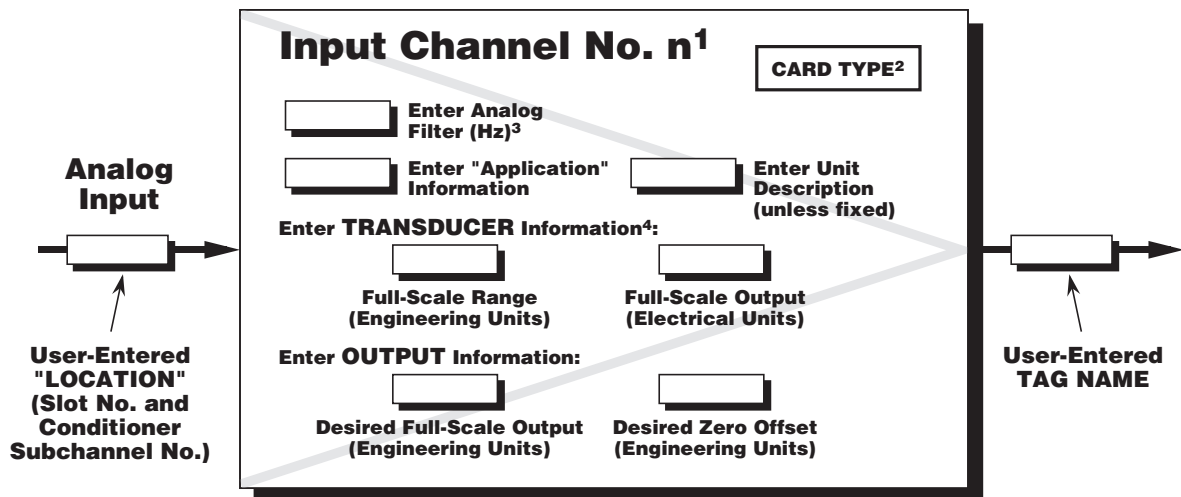 Input Channel No. n¹
CARD TYPE²
Enter Analog
Filter (Hz)³
Enter "Application"
Information
Enter Unit
Description
(unless fixed)
Analog
Input
Enter TRANSDUCER Information⁴:
Full-Scale Range
(Engineering Units)
Full-Scale Output
(Electrical Units)
User-Entered
"LOCATION"
(Slot No. and
Conditioner
Subchannel No.)
Enter OUTPUT Information:
Desired Full-Scale Output
(Engineering Units)
Desired Zero Offset
(Engineering Units)
User-Entered
TAG NAME